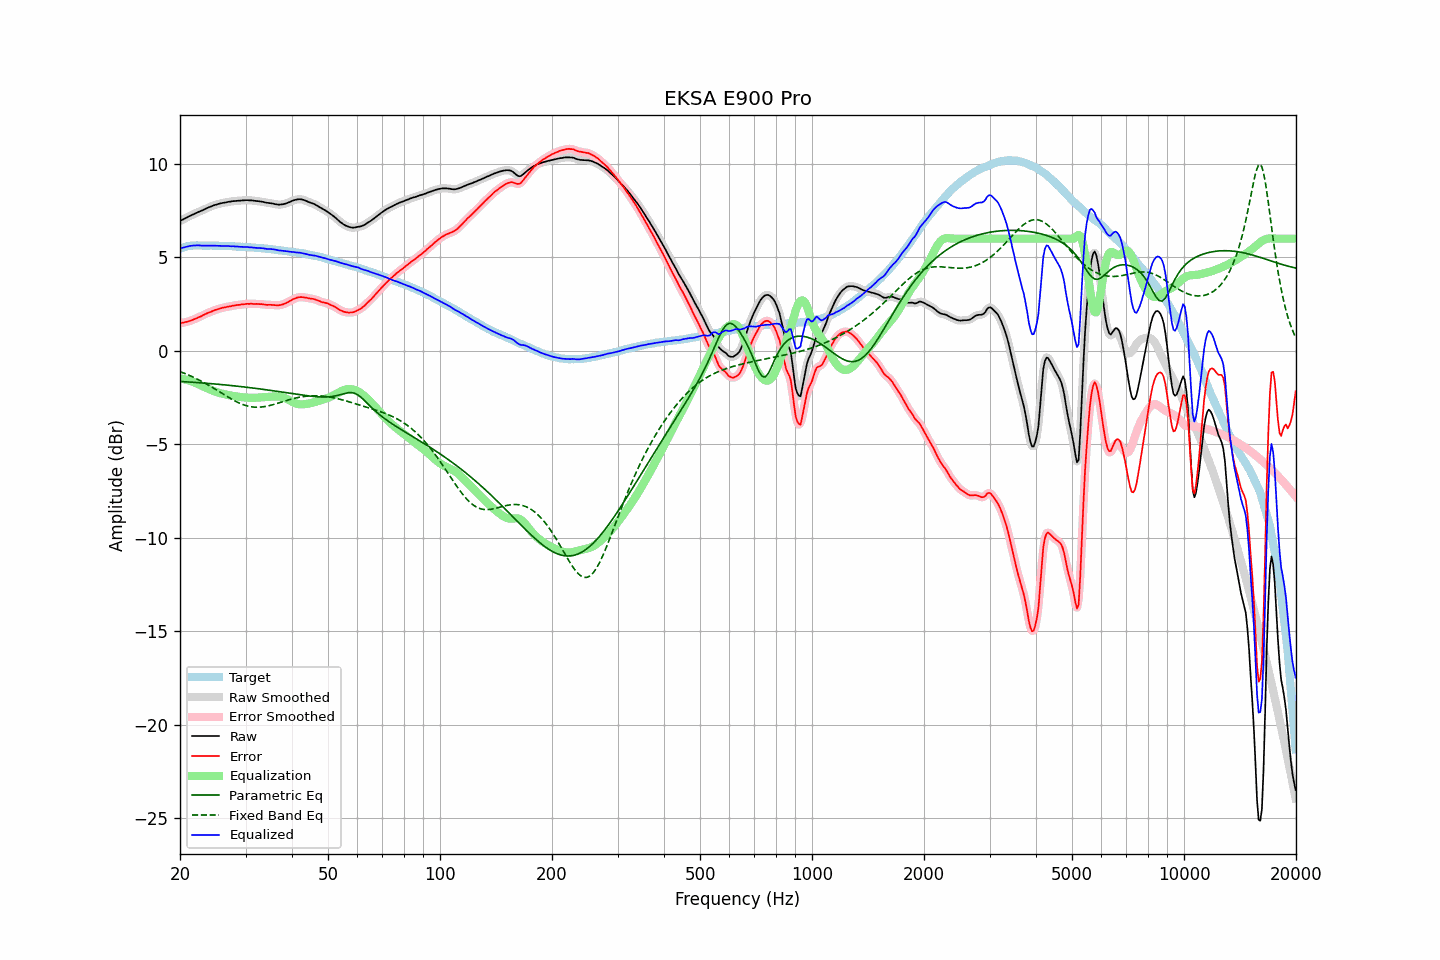 EKSA E900 Pro
Amplitude (dBr)
10
5
0
−5
−10
−15
−20
−25
Target
Raw Smoothed
Error Smoothed
Raw
Error
Equalization
Parametric Eq
Fixed Band Eq
Equalized
20 50 100 200 500 1000 2000 5000 10000 20000
Frequency (Hz)